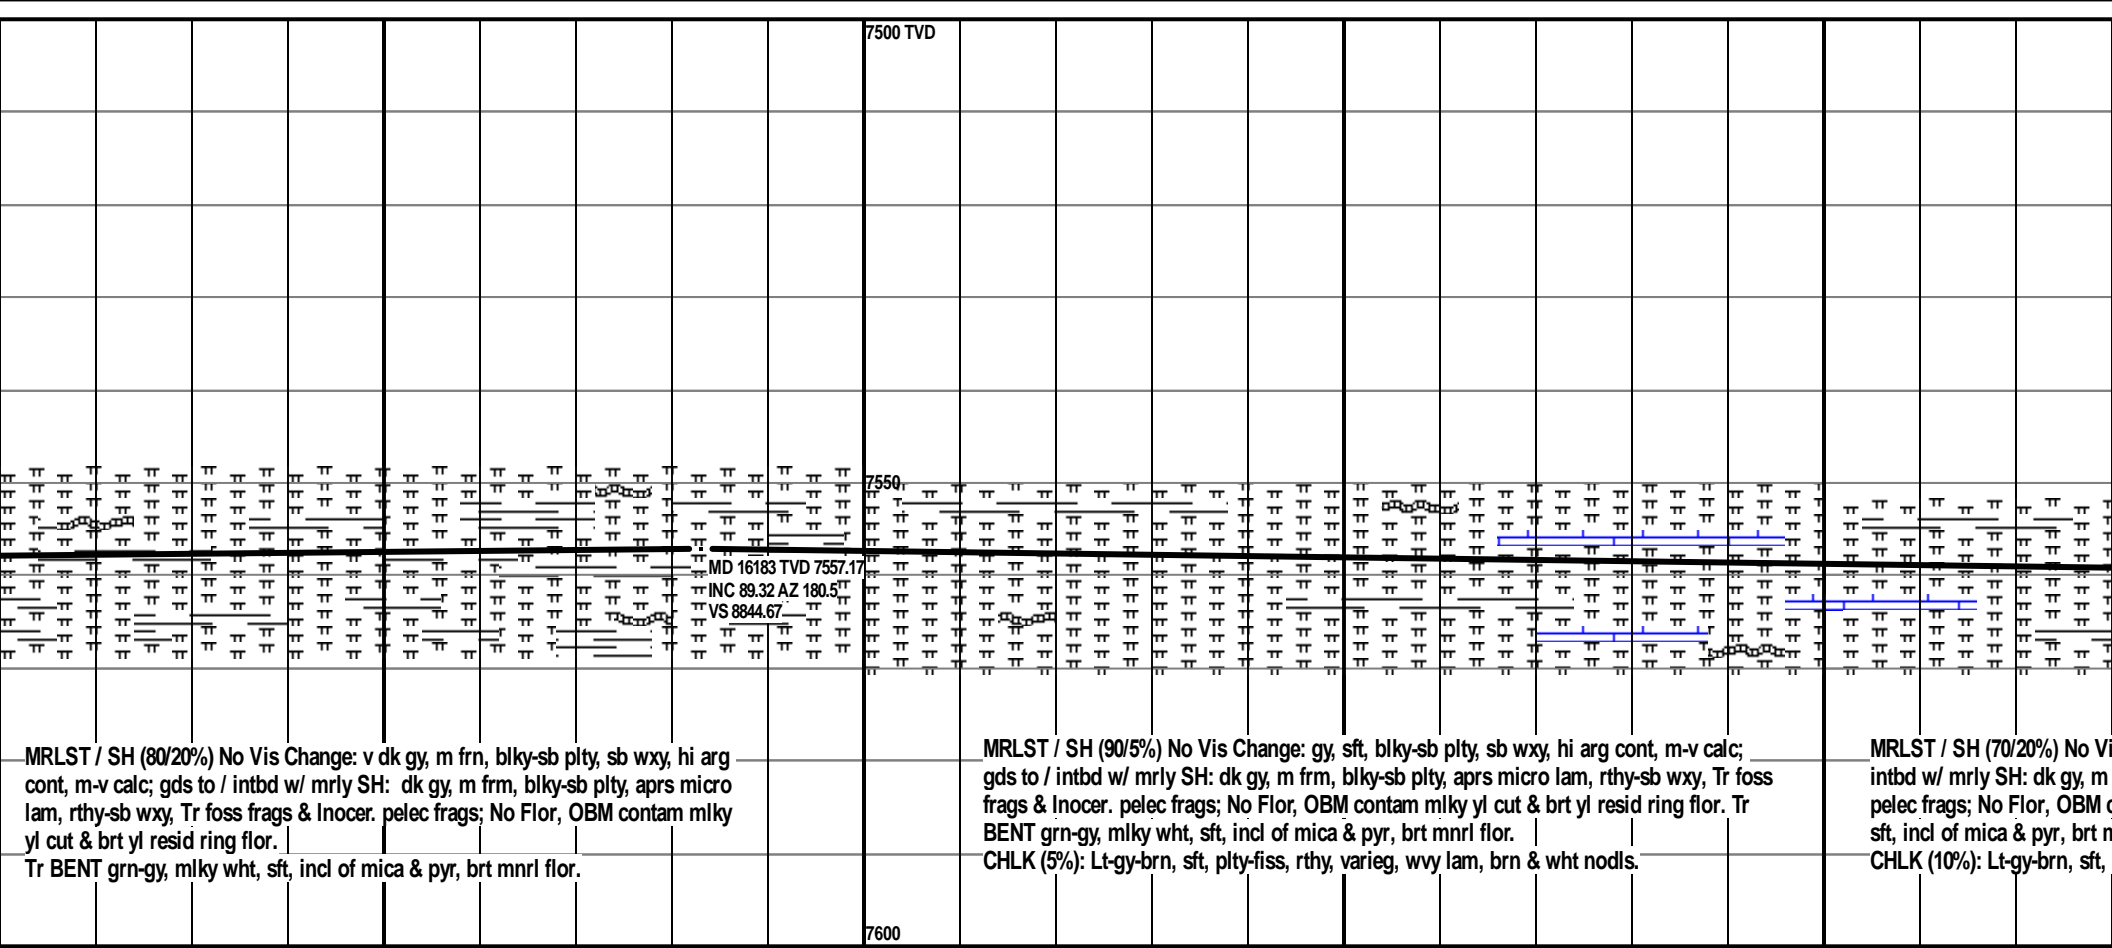 7500 TVD
7550
MD 16183 TVD 7557.17
INC 89.32 AZ 180.5
VS 8844.67
MRLST / SH (80/20%) No Vis Change: v dk gy, m frn, blky-sb plty, sb wxy, hi arg
cont, m-v calc; gds to / intbd w/ mrly SH: dk gy, m frm, blky-sb plty, aprs micro
lam, rthy-sb wxy, Tr foss frags & Inocer. pelec frags; No Flor, OBM contam mlky
yl cut & brt yl resid ring flor.
Tr BENT grn-gy, mlky wht, sft, incl of mica & pyr, brt mnrl flor.
MRLST / SH (90/5%) No Vis Change: gy, sft, blky-sb plty, sb wxy, hi arg cont, m-v calc;
gds to / intbd w/ mrly SH: dk gy, m frm, blky-sb plty, aprs micro lam, rthy-sb wxy, Tr foss
frags & Inocer. pelec frags; No Flor, OBM contam mlky yl cut & brt yl resid ring flor. Tr
BENT grn-gy, mlky wht, sft, incl of mica & pyr, brt mnrl flor.
CHLK (5%): Lt-gy-brn, sft, plty-fiss, rthy, varieg, wvy lam, brn & wht nodls.
MRLST / SH (70/20%) No Vi
intbd w/ mrly SH: dk gy, m
pelec frags; No Flor, OBM c
sft, incl of mica & pyr, brt m
CHLK (10%): Lt-gy-brn, sft,
7600